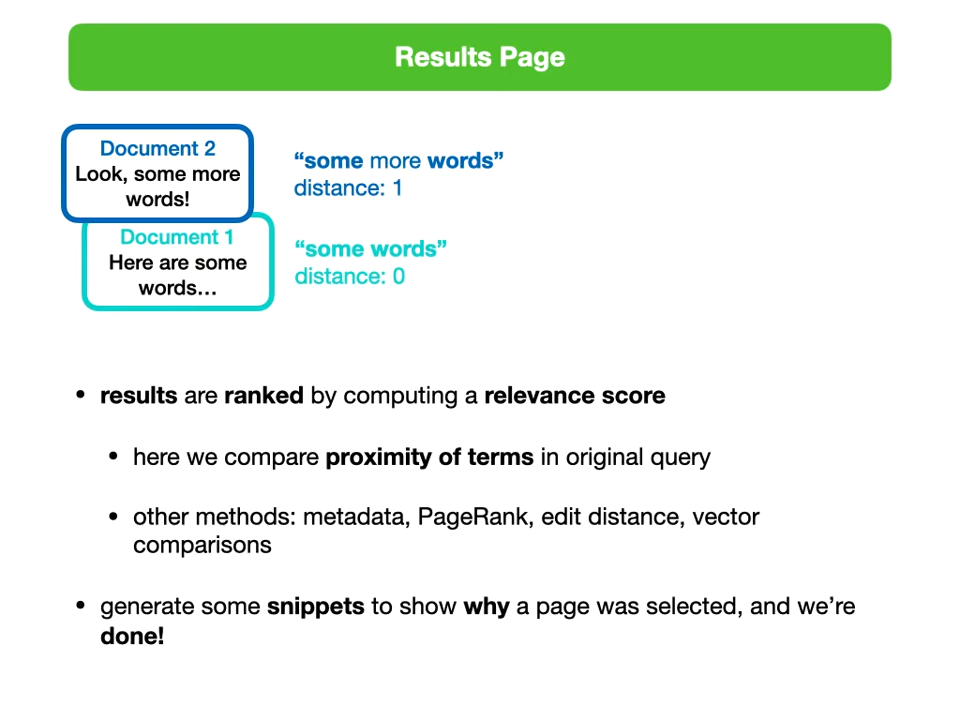 Results Page
Document 2
Look, some more
words!
“some more words”
distance: 1
Document 1
Here are some
words…
“some words”
distance: 0
• results are ranked by computing a relevance score
• here we compare proximity of terms in original query
• other methods: metadata, PageRank, edit distance, vector
comparisons
• generate some snippets to show why a page was selected, and we’re
done!